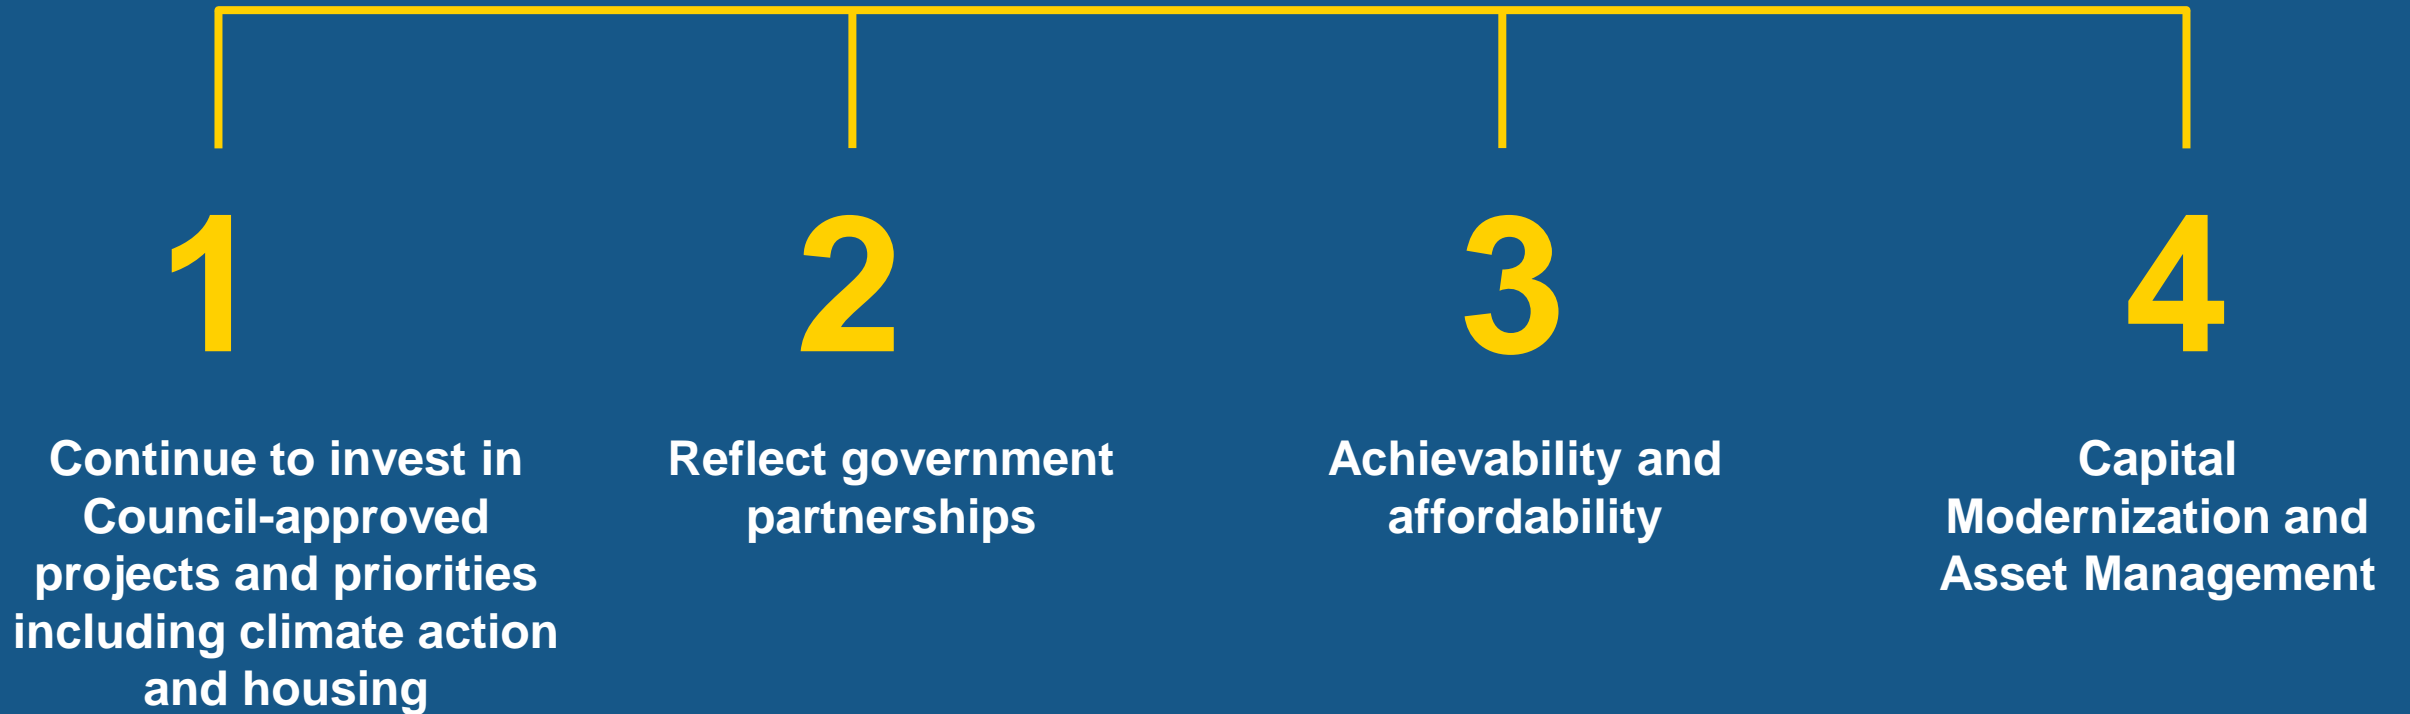 1
Continue to invest in
Council-approved
projects and priorities
including climate action
and housing
2
Reflect government
partnerships
3
Achievability and
affordability
4
Capital
Modernization and
Asset Management